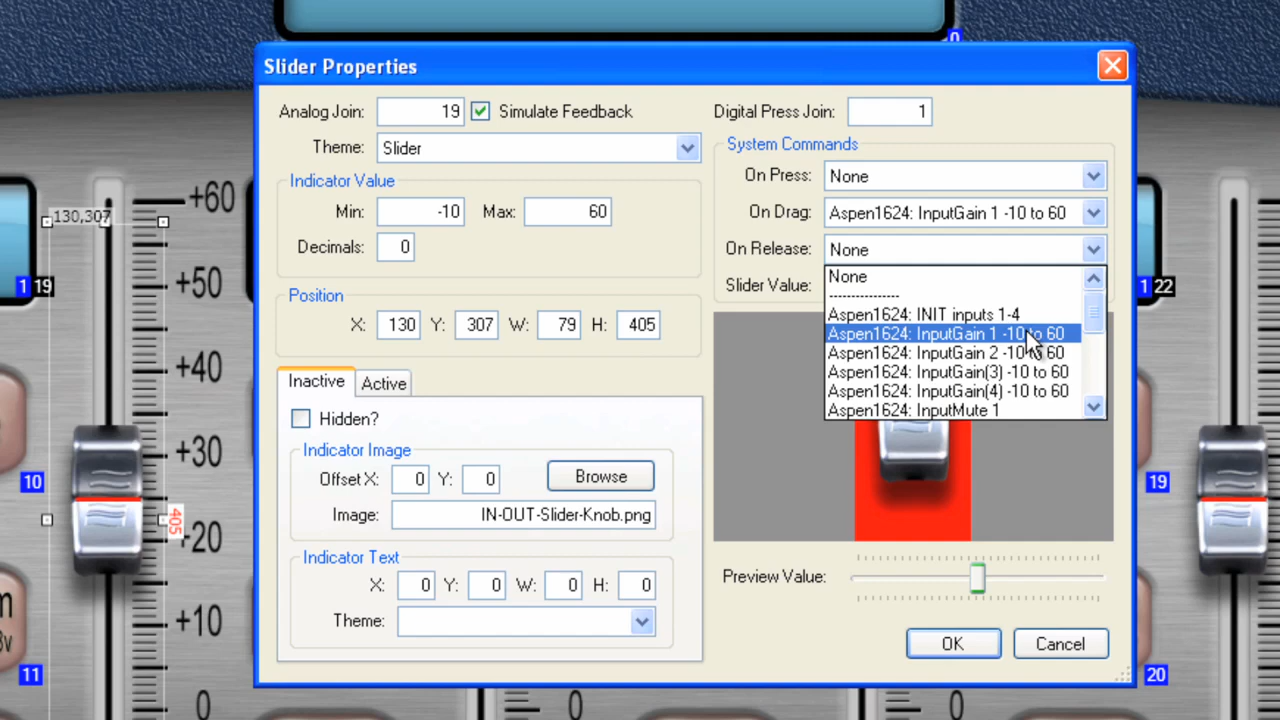 0
Slider Properties
Analog Join: 19 Simulate Feedback
Theme: Slider
Indicator Value
Min: -10 Max: 60
Decimals: 0
Position
X: 130 Y: 307 W: 79 H: 405
Inactive Active
Hidden?
Indicator Image
Offset X: 0 Y: 0 Browse
Image: IN-OUT-Slider-Knob.png
Indicator Text
X: 0 Y: 0 W: 0 H: 0
Theme:
Digital Press Join: 1
System Commands
On Press: None
On Drag: Aspen1624: InputGain 1 -10 to 60
On Release: None
Slider Value:
None
----------------
Aspen1624: INIT inputs 1-4
Aspen1624: InputGain 1 -10 to 60
Aspen1624: InputGain 2 -10 to 60
Aspen1624: InputGain(3) -10 to 60
Aspen1624: InputGain(4) -10 to 60
Aspen1624: InputMute 1
Preview Value:
OK Cancel
130,307
+60
1 19
+50
+40
+30
10
405
+20
+10
11
0
0
0
1 22
19
20